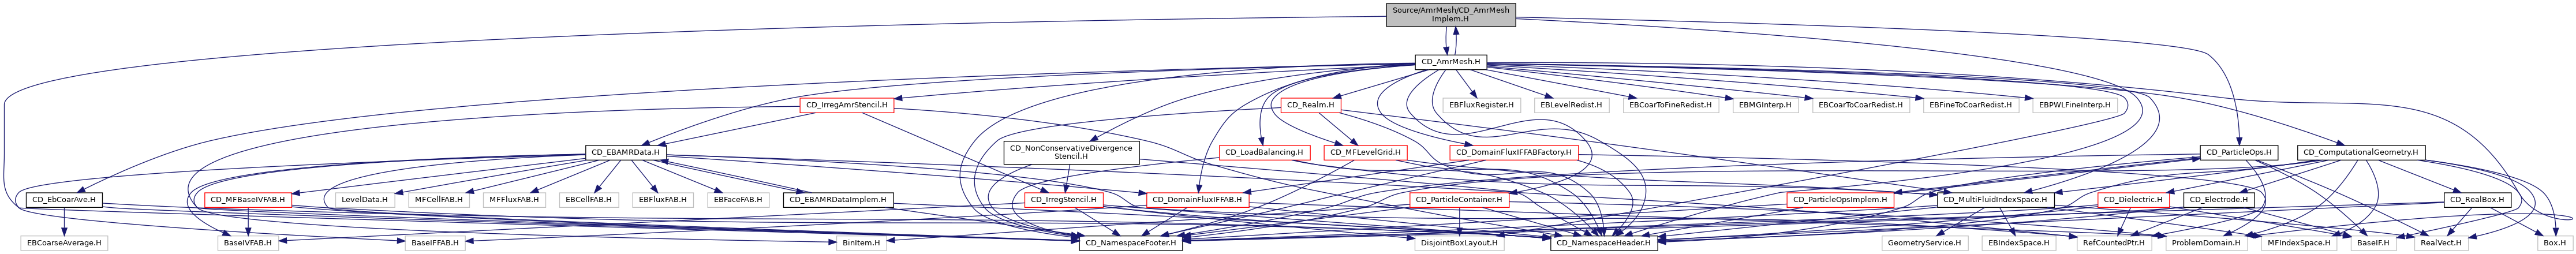 Source/AmrMesh/CD_AmrMesh
Implem.H
CD_AmrMesh.H
CD_IrregAmrStencil.H
CD_Realm.H
EBFluxRegister.H
EBLevelRedist.H
EBCoarToFineRedist.H
EBMGInterp.H
EBCoarToCoarRedist.H
EBFineToCoarRedist.H
EBPWLFineInterp.H
CD_EBAMRData.H
CD_NonConservativeDivergence
Stencil.H
CD_LoadBalancing.H
CD_MFLevelGrid.H
CD_DomainFluxIFFABFactory.H
CD_ParticleOps.H
CD_ComputationalGeometry.H
CD_EbCoarAve.H
CD_MFBaseIVFAB.H
LevelData.H
MFCellFAB.H
MFFluxFAB.H
EBCellFAB.H
EBFluxFAB.H
EBFaceFAB.H
CD_EBAMRDataImplem.H
CD_IrregStencil.H
CD_DomainFluxIFFAB.H
CD_ParticleContainer.H
CD_ParticleOpsImplem.H
CD_MultiFluidIndexSpace.H
CD_Dielectric.H
CD_Electrode.H
CD_RealBox.H
EBCoarseAverage.H
BaseIVFAB.H
BaseIFFAB.H
BinItem.H
CD_NamespaceFooter.H
DisjointBoxLayout.H
CD_NamespaceHeader.H
GeometryService.H
EBIndexSpace.H
RefCountedPtr.H
ProblemDomain.H
MFIndexSpace.H
BaseIF.H
RealVect.H
Box.H